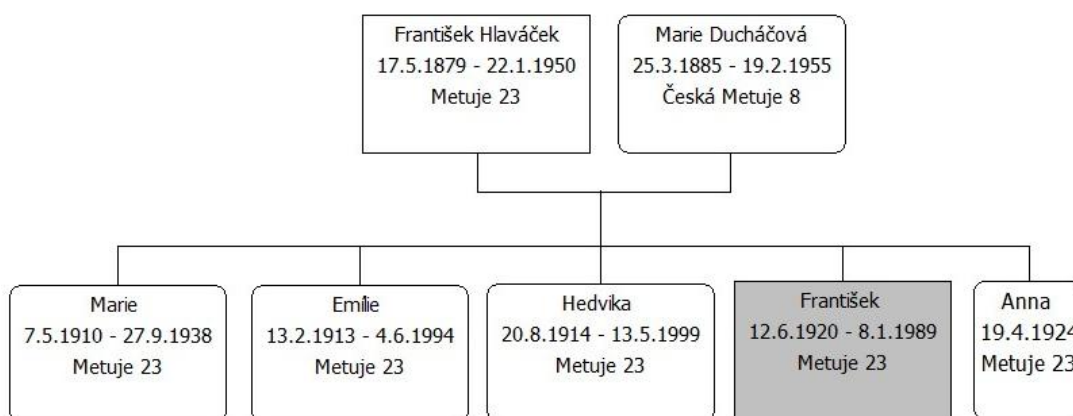 František Hlaváček
17.5.1879 - 22.1.1950
Metuje 23
Marie Ducháčová
25.3.1885 - 19.2.1955
Česká Metuje 8
Marie
7.5.1910 - 27.9.1938
Metuje 23
Emílie
13.2.1913 - 4.6.1994
Metuje 23
Hedvika
20.8.1914 - 13.5.1999
Metuje 23
František
12.6.1920 - 8.1.1989
Metuje 23
Anna
19.4.1924
Metuje 23